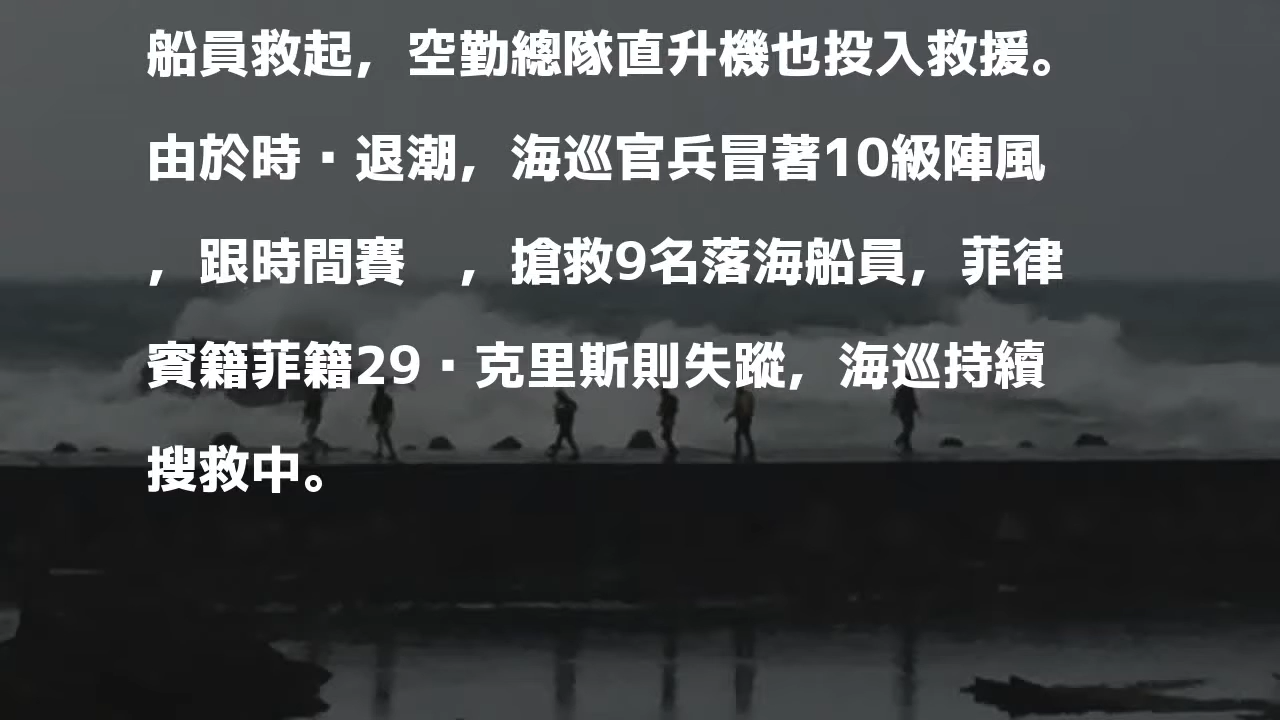 船員救起，空勤總隊直升機也投入救援。
由於時·退潮，海巡官兵冒著10級陣風
，跟時間賽　，搶救9名落海船員，菲律
賓籍菲籍29·克里斯則失蹤，海巡持續
搜救中。